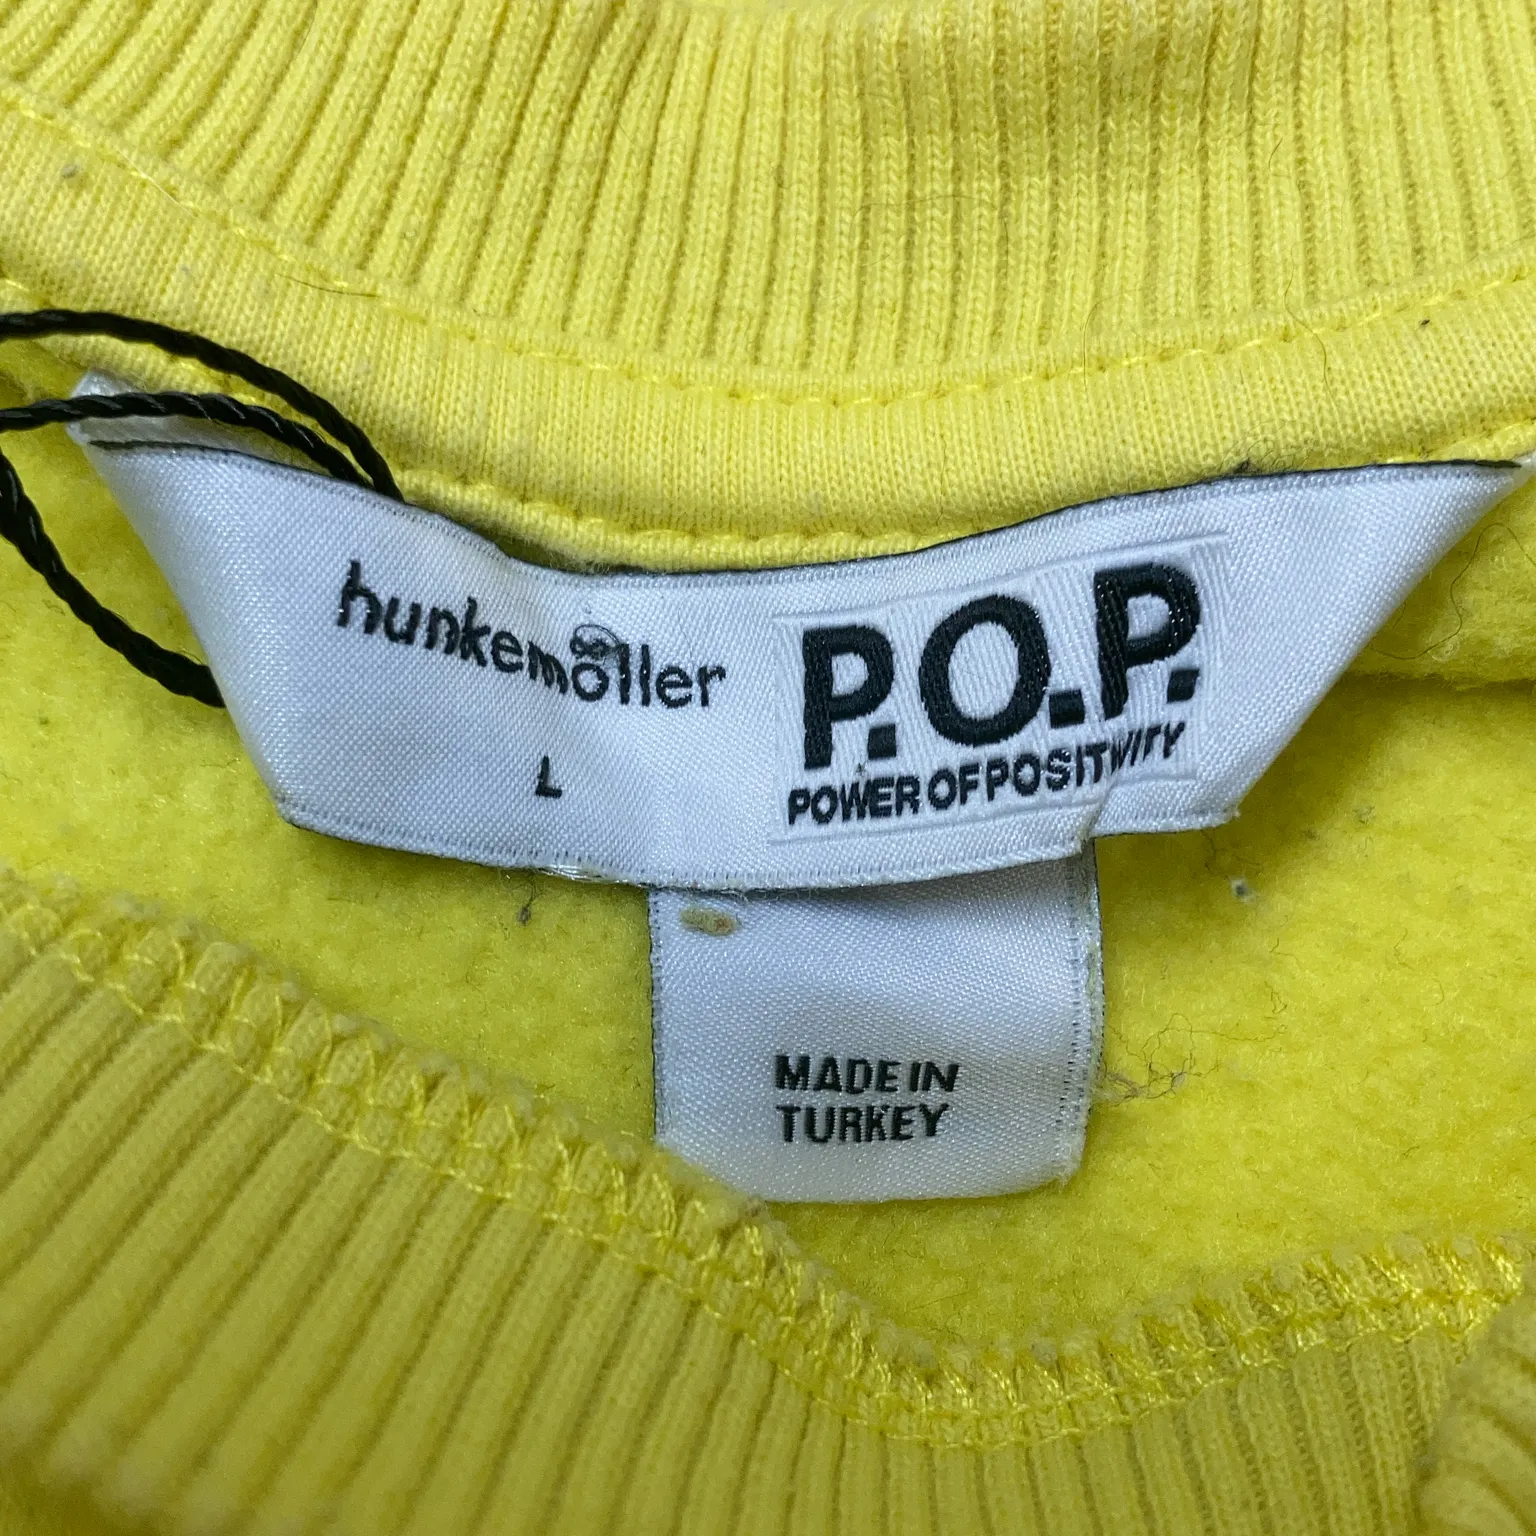 hunkemöller
L
P.O.P.
POWER OF POSITIVITY
MADE IN
TURKEY